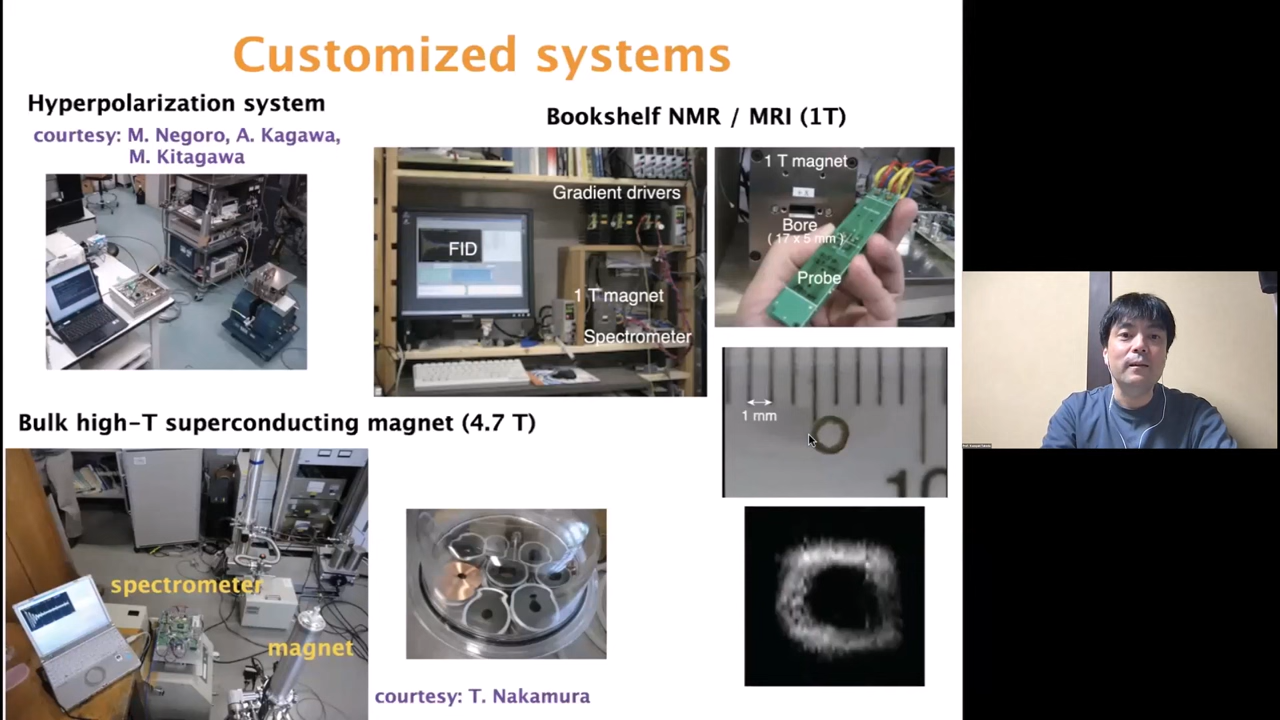 Customized systems
Hyperpolarization system
courtesy: M. Negoro, A. Kagawa,
M. Kitagawa
Bookshelf NMR / MRI (1T)
Gradient drivers
FID
1 T magnet
Spectrometer
1 T magnet
Bore
( 17 x 5 mm )
Probe
1 mm
10
Bulk high-T superconducting magnet (4.7 T)
spectrometer
magnet
courtesy: T. Nakamura